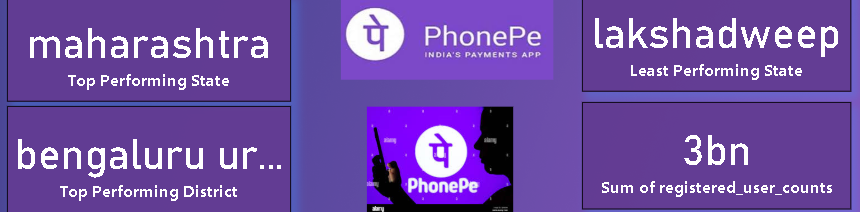 maharashtra
Top Performing State
bengaluru ur...
Top Performing District
पे
PhonePe
INDIA'S PAYMENTS APP
पे
PhonePe
alamy
lakshadweep
Least Performing State
3bn
Sum of registered_user_counts